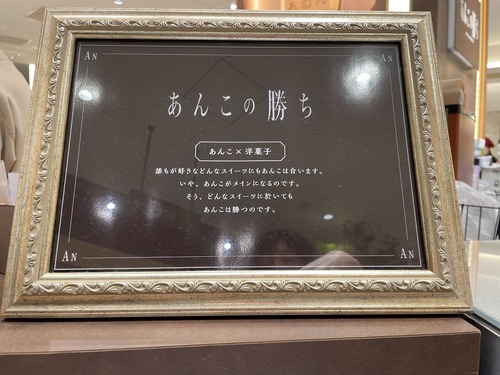 AN AN
あんこの勝ち
あんこ×洋菓子
誰もが好きなどんなスイーツにもあんこは合います。
いや、あんこがメインになるのです。
そう、どんなスイーツに於いても
あんこは勝つのです。
AN AN